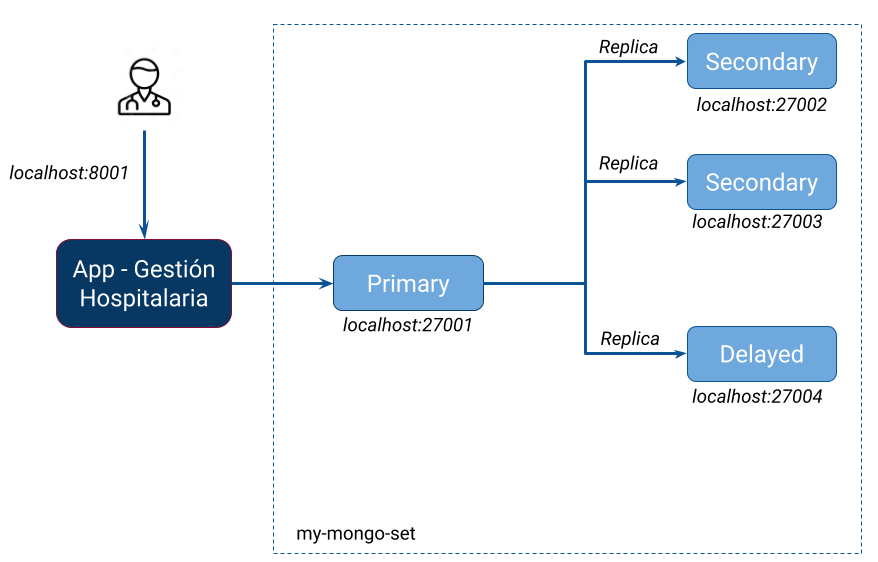 localhost:8001
App - Gestión
Hospitalaria
Primary
localhost:27001
Replica
Secondary
localhost:27002
Replica
Secondary
localhost:27003
Replica
Delayed
localhost:27004
my-mongo-set